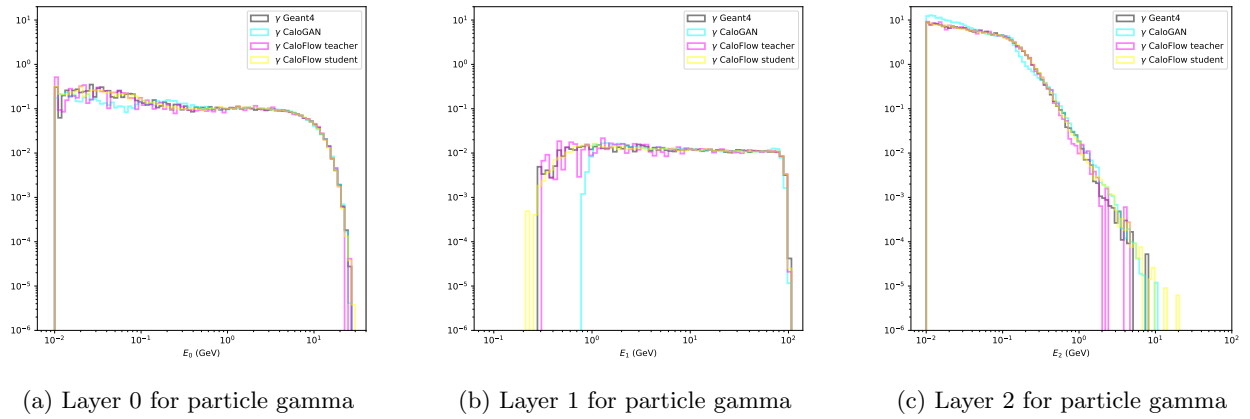 10¹
10⁰
10⁻¹
10⁻²
10⁻³
10⁻⁴
10⁻⁵
10⁻⁶
10⁻² 10⁻¹ 10⁰ 10¹
E₀ (GeV)
γ Geant4
γ CaloGAN
γ CaloFlow teacher
γ CaloFlow student
(a) Layer 0 for particle gamma
10¹
10⁰
10⁻¹
10⁻²
10⁻³
10⁻⁴
10⁻⁵
10⁻⁶
10⁻¹ 10⁰ 10¹ 10²
E₁ (GeV)
γ Geant4
γ CaloGAN
γ CaloFlow teacher
γ CaloFlow student
(b) Layer 1 for particle gamma
10¹
10⁰
10⁻¹
10⁻²
10⁻³
10⁻⁴
10⁻⁵
10⁻⁶
10⁻² 10⁻¹ 10⁰ 10¹ 10²
E₂ (GeV)
γ Geant4
γ CaloGAN
γ CaloFlow teacher
γ CaloFlow student
(c) Layer 2 for particle gamma